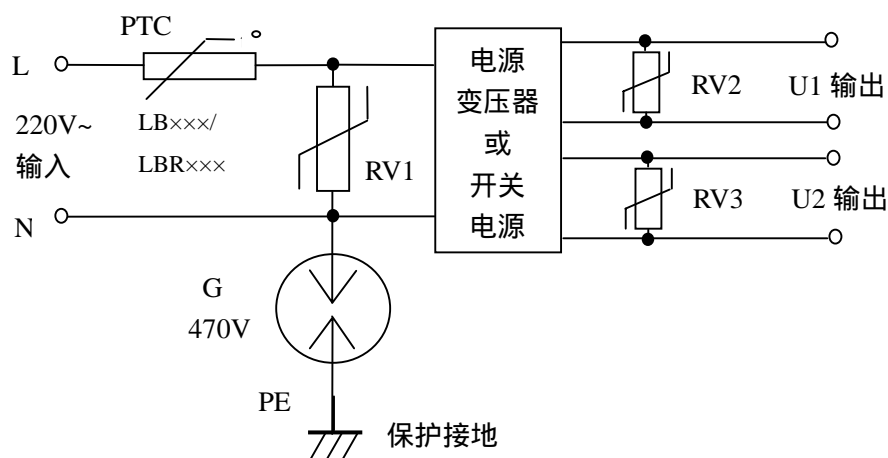 PTC
L
220V~
输入
LB×××/
LBR×××
N
RV1
电源
变压器
或
开关
电源
RV2
U1 输出
RV3
U2 输出
G
470V
PE
保护接地